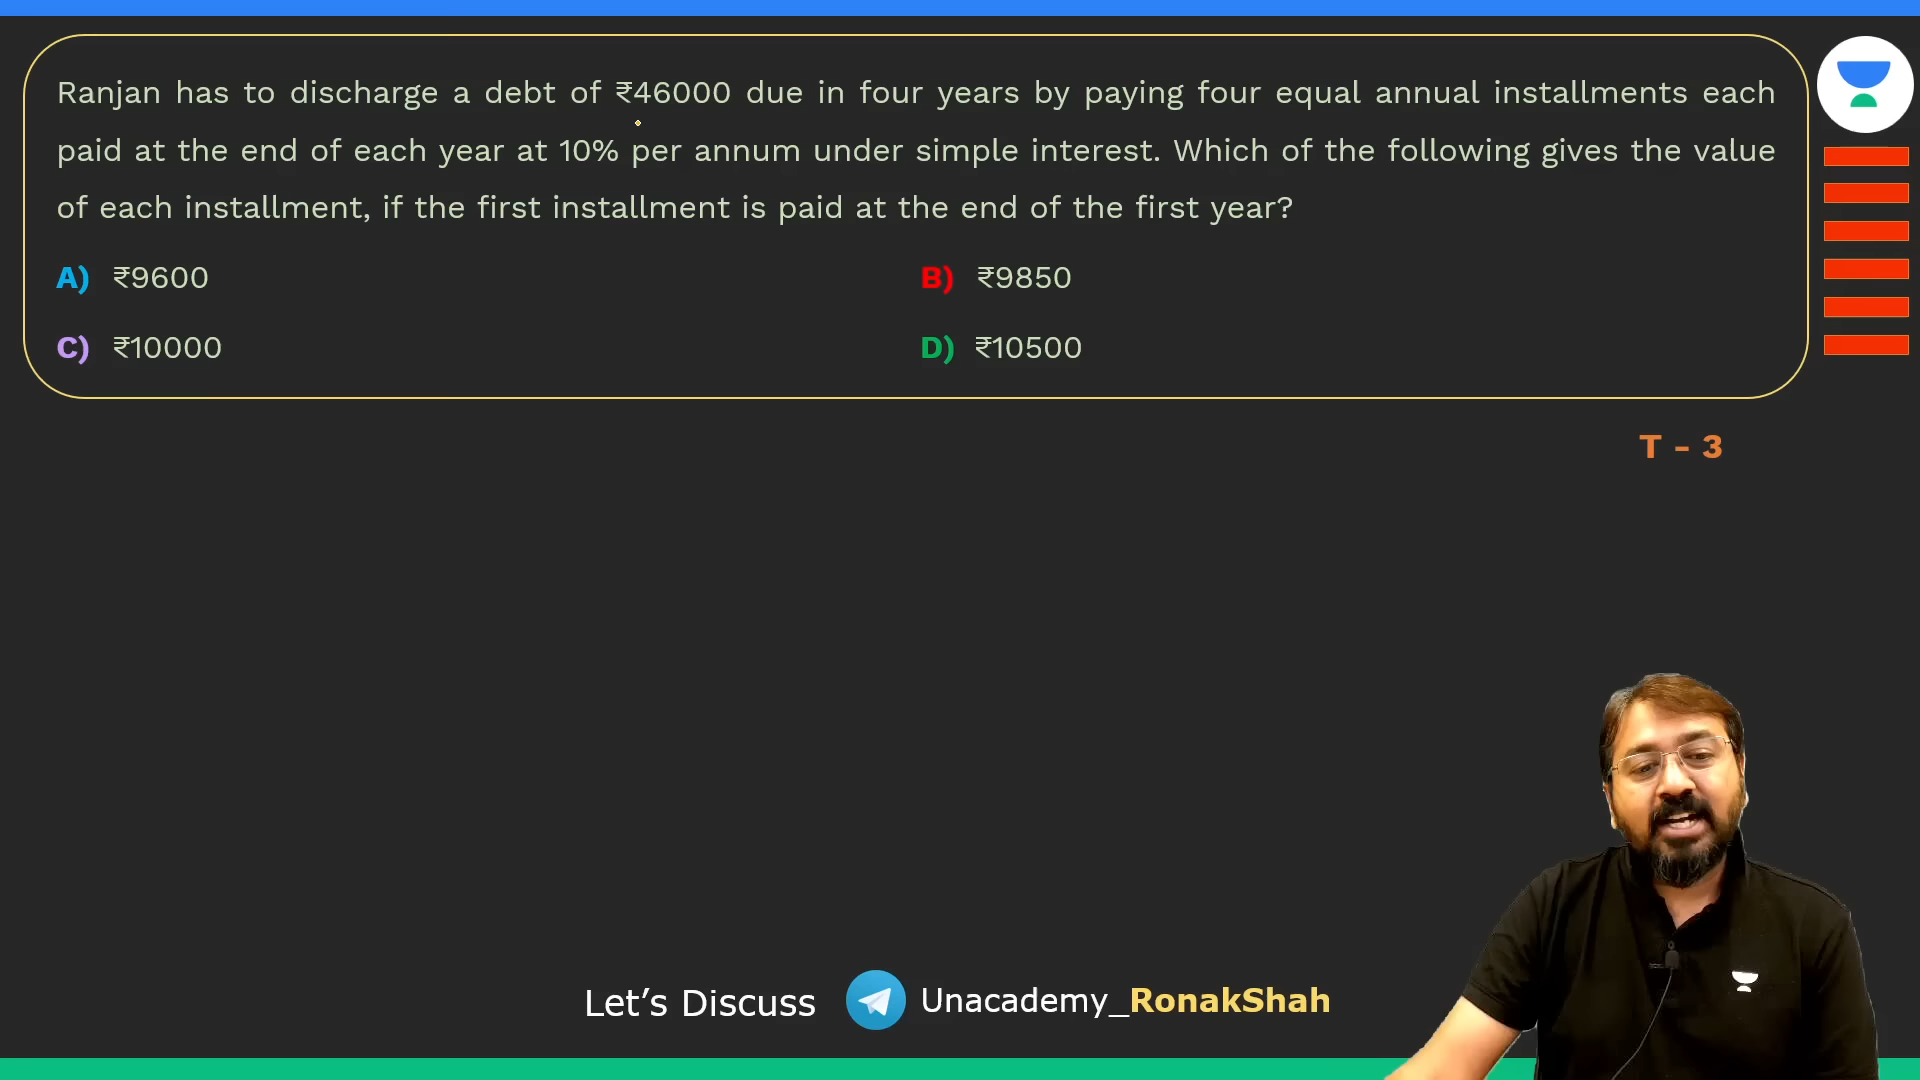 Ranjan has to discharge a debt of ₹46000 due in four years by paying four equal annual installments each
paid at the end of each year at 10% per annum under simple interest. Which of the following gives the value
of each installment, if the first installment is paid at the end of the first year?
A) ₹9600
B) ₹9850
C) ₹10000
D) ₹10500
T - 3
Let’s Discuss Unacademy_RonakShah